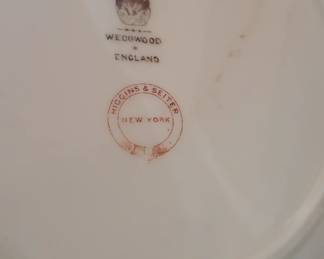 WEDGWOOD
ENGLAND
HIGGINS & SEITER
NEW YORK